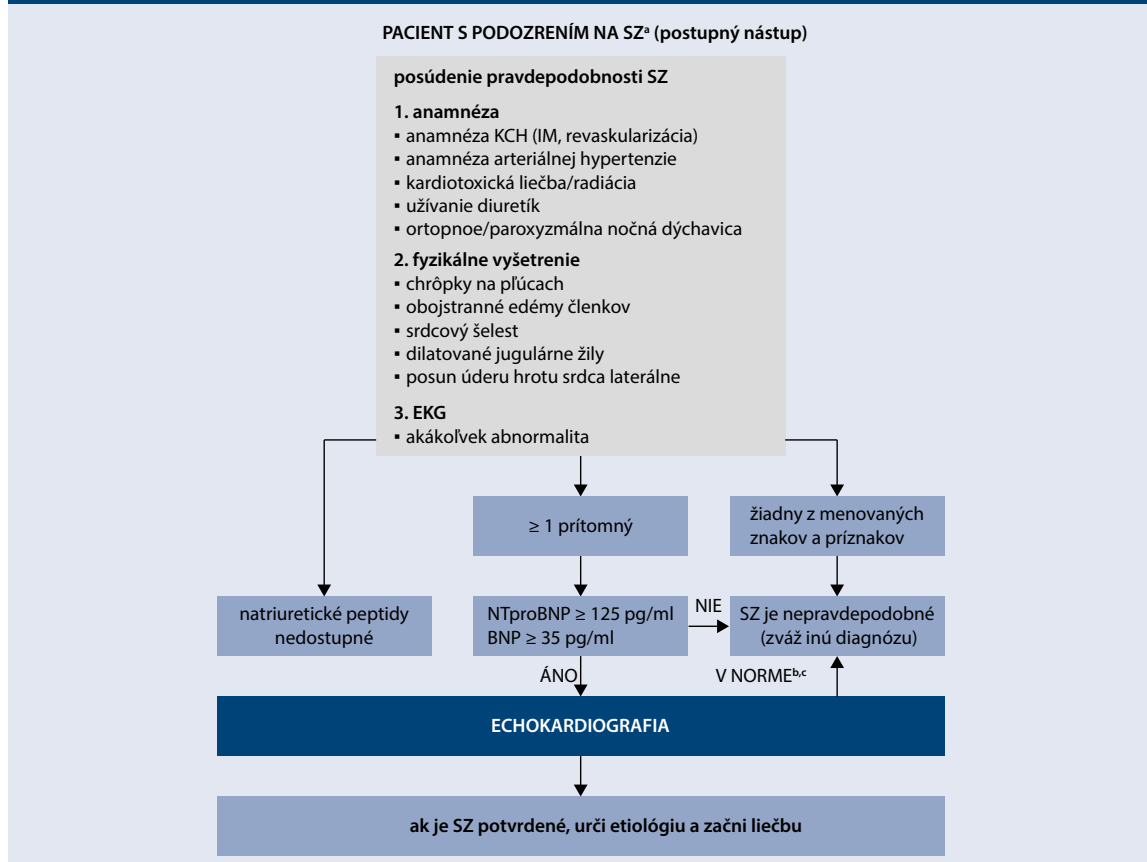 PACIENT S PODOZRENÍM NA SZᵃ (postupný nástup)
posúdenie pravdepodobnosti SZ
1. anamnéza
▪ anamnéza KCH (IM, revaskularizácia)
▪ anamnéza arteriálnej hypertenzie
▪ kardiotoxická liečba/radiácia
▪ užívanie diuretík
▪ ortopnoe/paroxyzmálna nočná dýchavica
2. fyzikálne vyšetrenie
▪ chrôpky na pľúcach
▪ obojstranné edémy členkov
▪ srdcový šelest
▪ dilatované jugulárne žily
▪ posun úderu hrotu srdca laterálne
3. EKG
▪ akákoľvek abnormalita
≥ 1 prítomný
žiadny z menovaných
znakov a príznakov
natriuretické peptidy
nedostupné
NTproBNP ≥ 125 pg/ml
BNP ≥ 35 pg/ml
NIE
SZ je nepravdepodobné
(zváž inú diagnózu)
ÁNO
V NORMEᵇ,ᶜ
ECHOKARDIOGRAFIA
ak je SZ potvrdené, urči etiológiu a začni liečbu